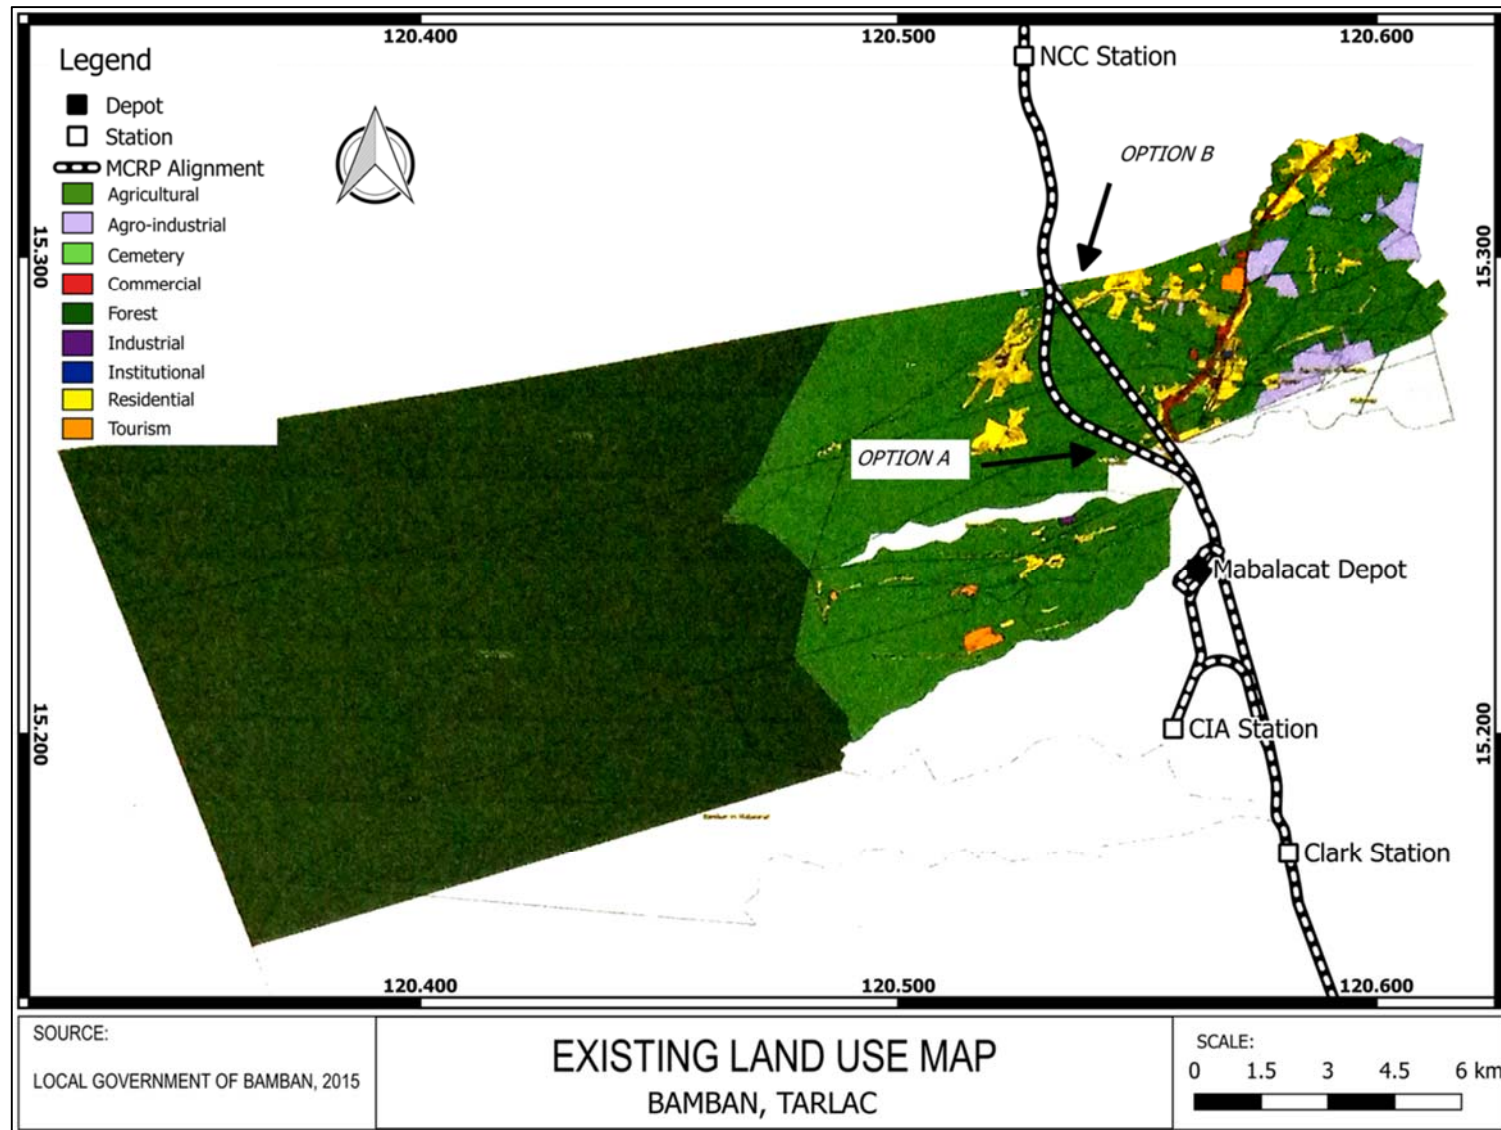 120.400
120.500
120.600
Legend
Depot
Station
MCRP Alignment
Agricultural
Agro-industrial
Cemetery
Commercial
Forest
Industrial
Institutional
Residential
Tourism
NCC Station
OPTION B
15.300
15.300
OPTION A
Mabalacat Depot
15.200
15.200
CIA Station
Clark Station
120.400
120.500
120.600
SOURCE:
LOCAL GOVERNMENT OF BAMBAN, 2015
EXISTING LAND USE MAP
BAMBAN, TARLAC
SCALE:
0 1.5 3 4.5 6 km